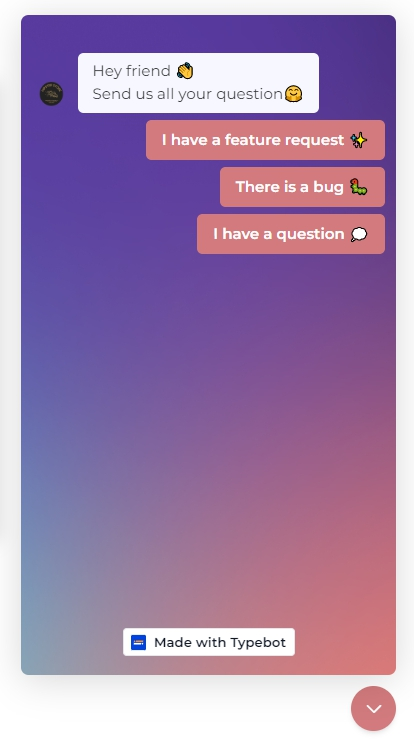 Hey friend 👋
Send us all your question🤗
I have a feature request ✨
There is a bug 🐛
I have a question 💭
Made with Typebot